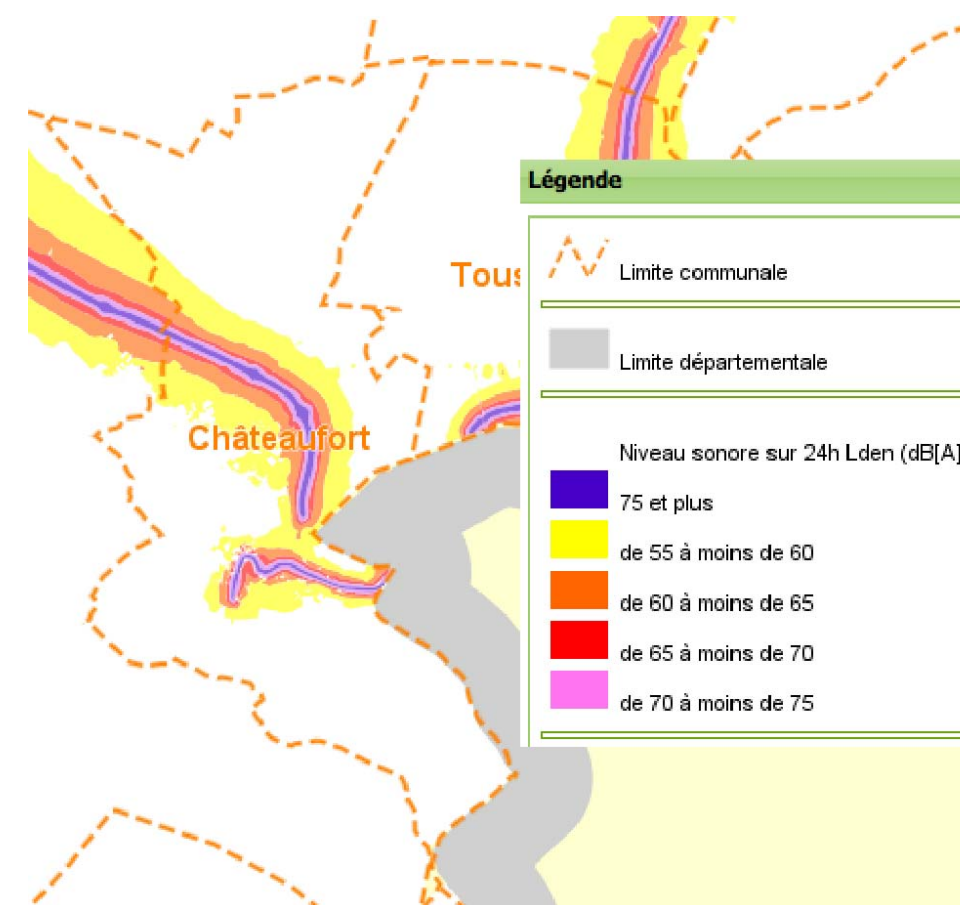 Légende
Limite communale
Tous
Limite départementale
Châteaufort
Niveau sonore sur 24h Lden (dB[A]
75 et plus
de 55 à moins de 60
de 60 à moins de 65
de 65 à moins de 70
de 70 à moins de 75